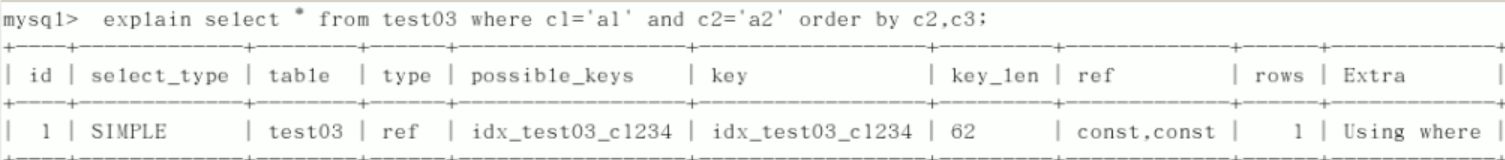 mysql>  explain select * from test03 where c1='a1' and c2='a2' order by c2,c3;
+----+-------------+--------+------+------------------+------------------+---------+-------------+------+-------------+
| id | select_type | table  | type | possible_keys    | key              | key_len | ref         | rows | Extra       |
+----+-------------+--------+------+------------------+------------------+---------+-------------+------+-------------+
|  1 | SIMPLE      | test03 | ref  | idx_test03_c1234 | idx_test03_c1234 | 62      | const,const |    1 | Using where |
+----+-------------+--------+------+------------------+------------------+---------+-------------+------+-------------+